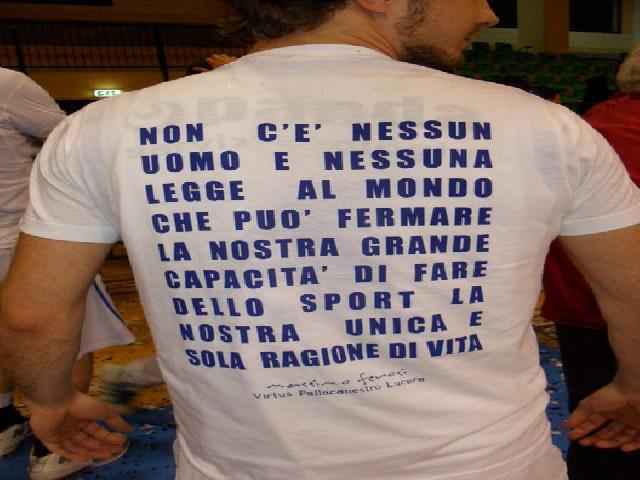 NON C'E' NESSUN
UOMO E NESSUNA
LEGGE AL MONDO
CHE PUO' FERMARE
LA NOSTRA GRANDE
CAPACITA' DI FARE
DELLO SPORT LA
NOSTRA UNICA E
SOLA RAGIONE DI VITA
massimo ferosi
Virtus Pallacanestro Lucera